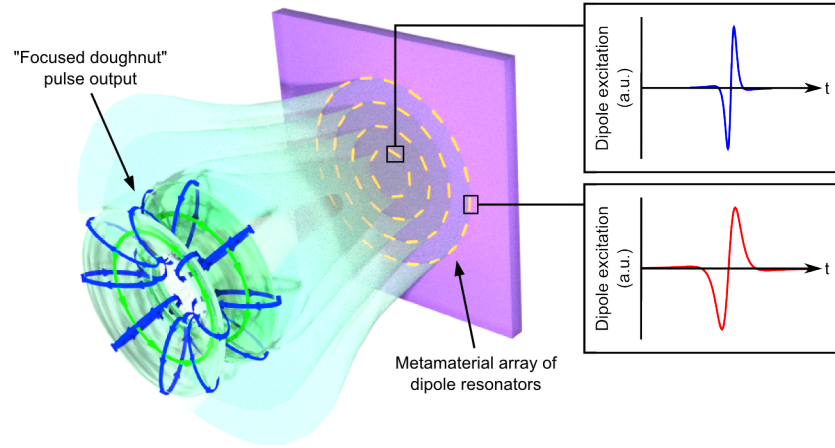 "Focused doughnut"
pulse output
Dipole excitation
(a.u.)
t
Dipole excitation
(a.u.)
t
Metamaterial array of
dipole resonators